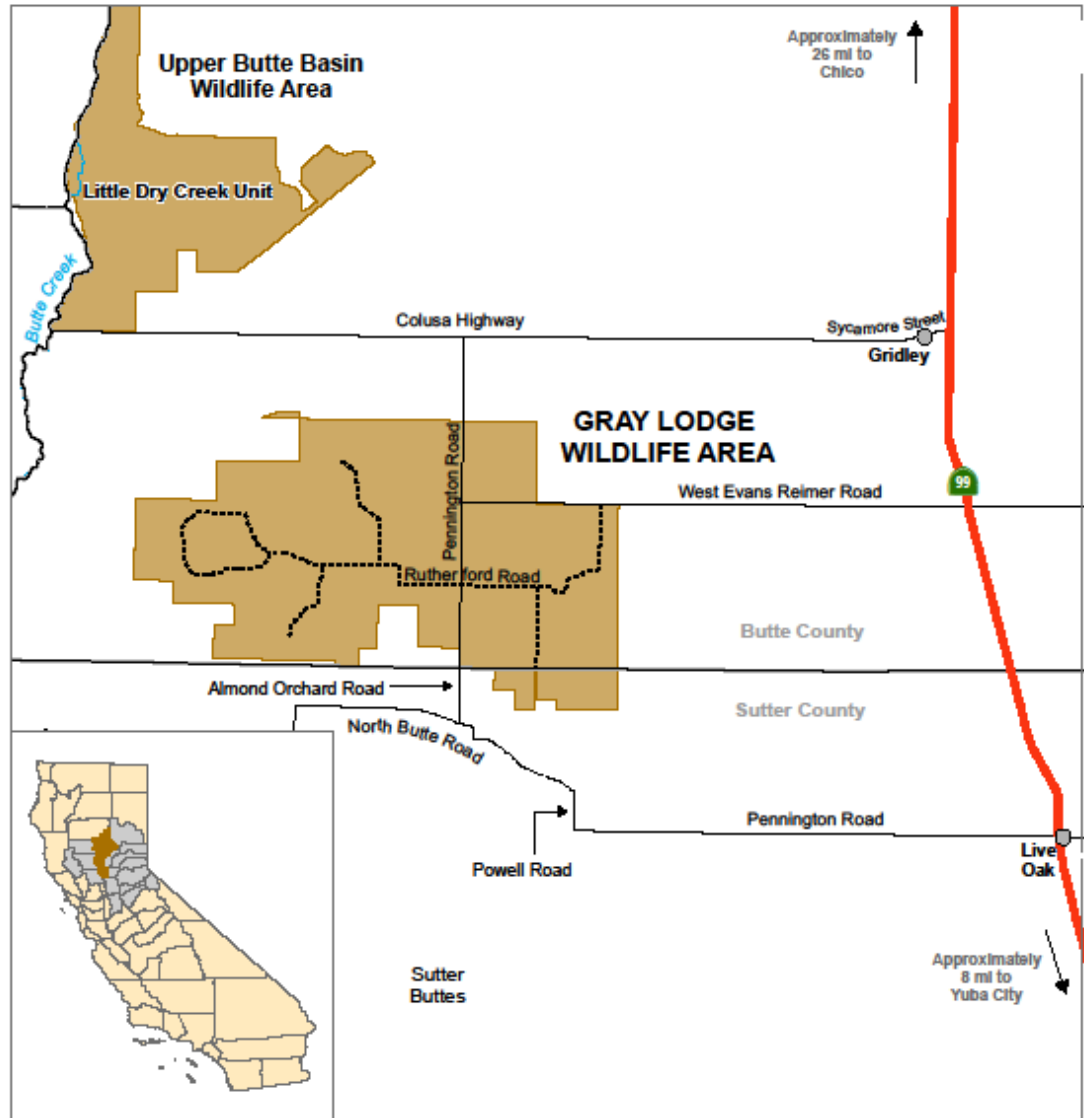 Approximately
26 mi to
Chico
Upper Butte Basin
Wildlife Area
Little Dry Creek Unit
Butte Creek
Colusa Highway
Sycamore Street
Gridley
GRAY LODGE
WILDLIFE AREA
Pennington Road
99
West Evans Reimer Road
Rutherford Road
Butte County
Almond Orchard Road
Sutter County
North Butte Road
Pennington Road
Live
Oak
Powell Road
Approximately
8 mi to
Yuba City
Sutter
Buttes